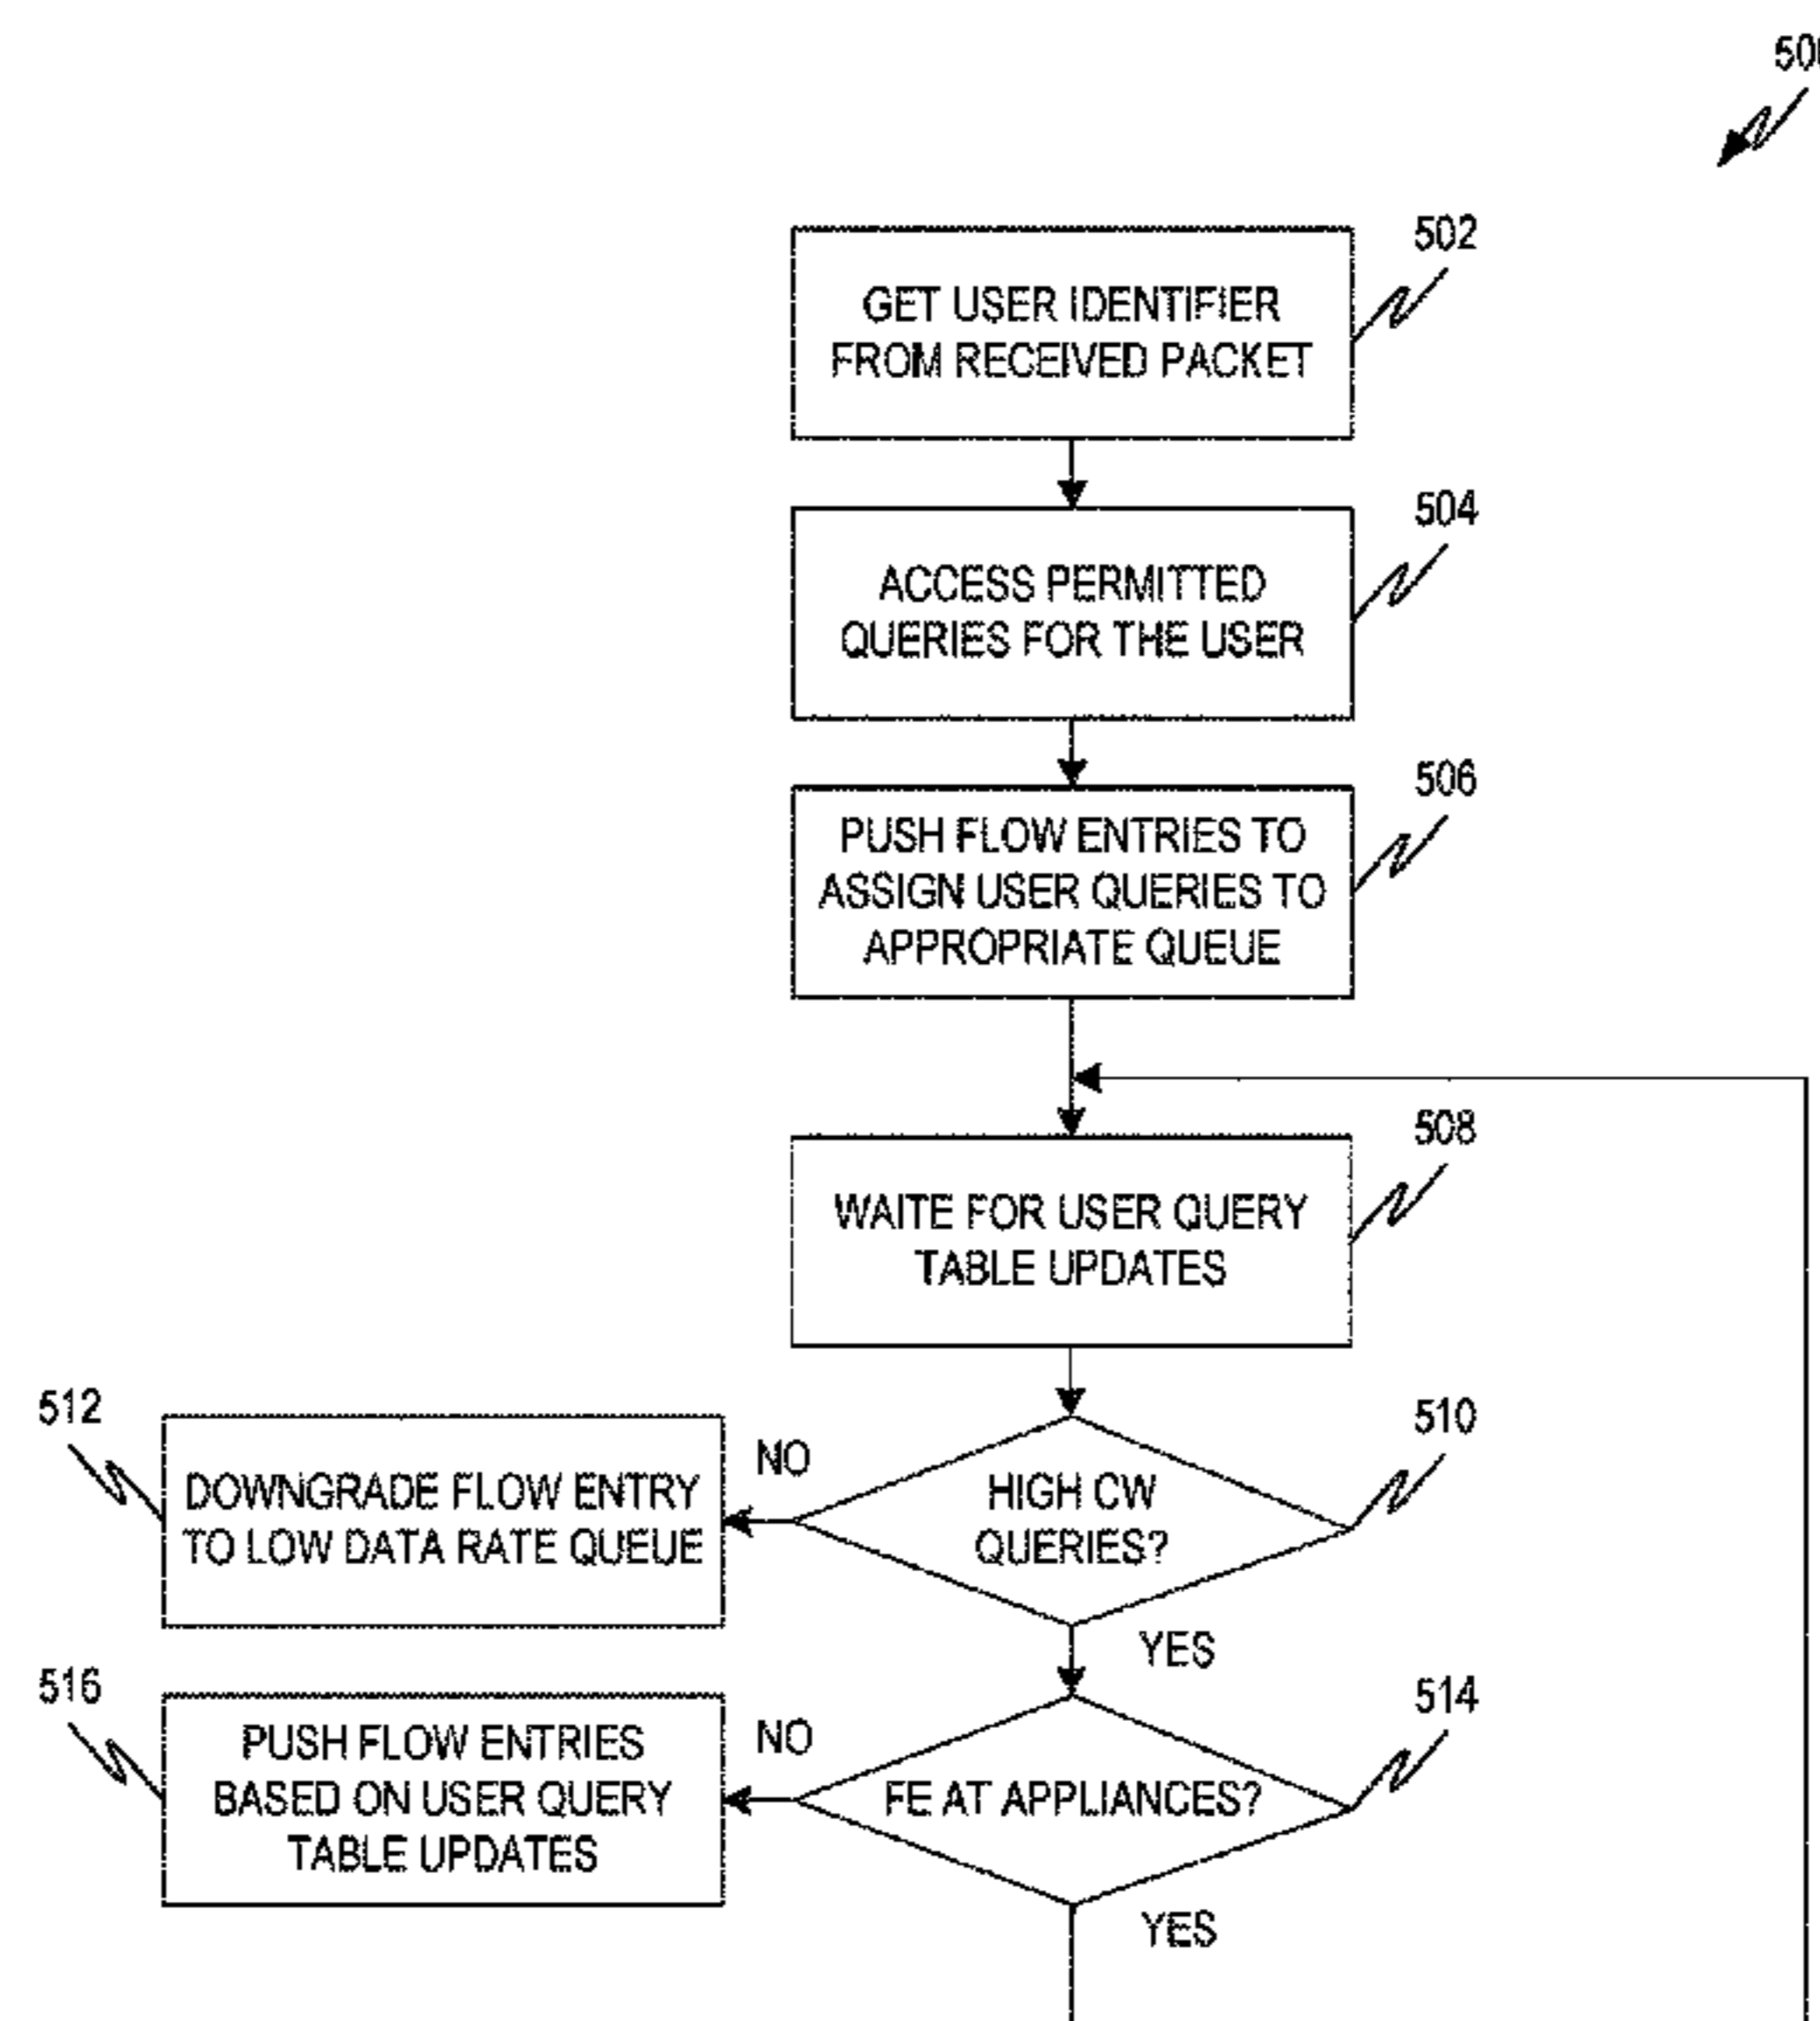 502
GET USER IDENTIFIER
FROM RECEIVED PACKET
504
ACCESS PERMITTED
QUERIES FOR THE USER
506
PUSH FLOW ENTRIES TO
ASSIGN USER QUERIES TO
APPROPRIATE QUEUE
508
WAITE FOR USER QUERY
TABLE UPDATES
510
HIGH CW
QUERIES?
NO
YES
512
DOWNGRADE FLOW ENTRY
TO LOW DATA RATE QUEUE
514
FE AT APPLIANCES?
NO
YES
516
PUSH FLOW ENTRIES
BASED ON USER QUERY
TABLE UPDATES